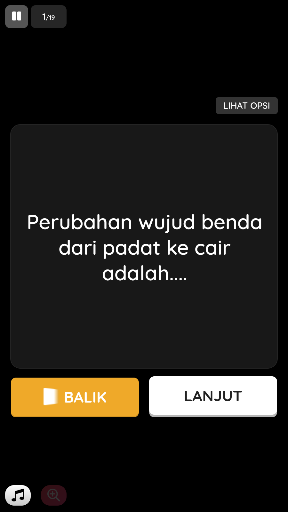 1/19
LIHAT OPSI
Perubahan wujud benda
dari padat ke cair
adalah....
BALIK
LANJUT